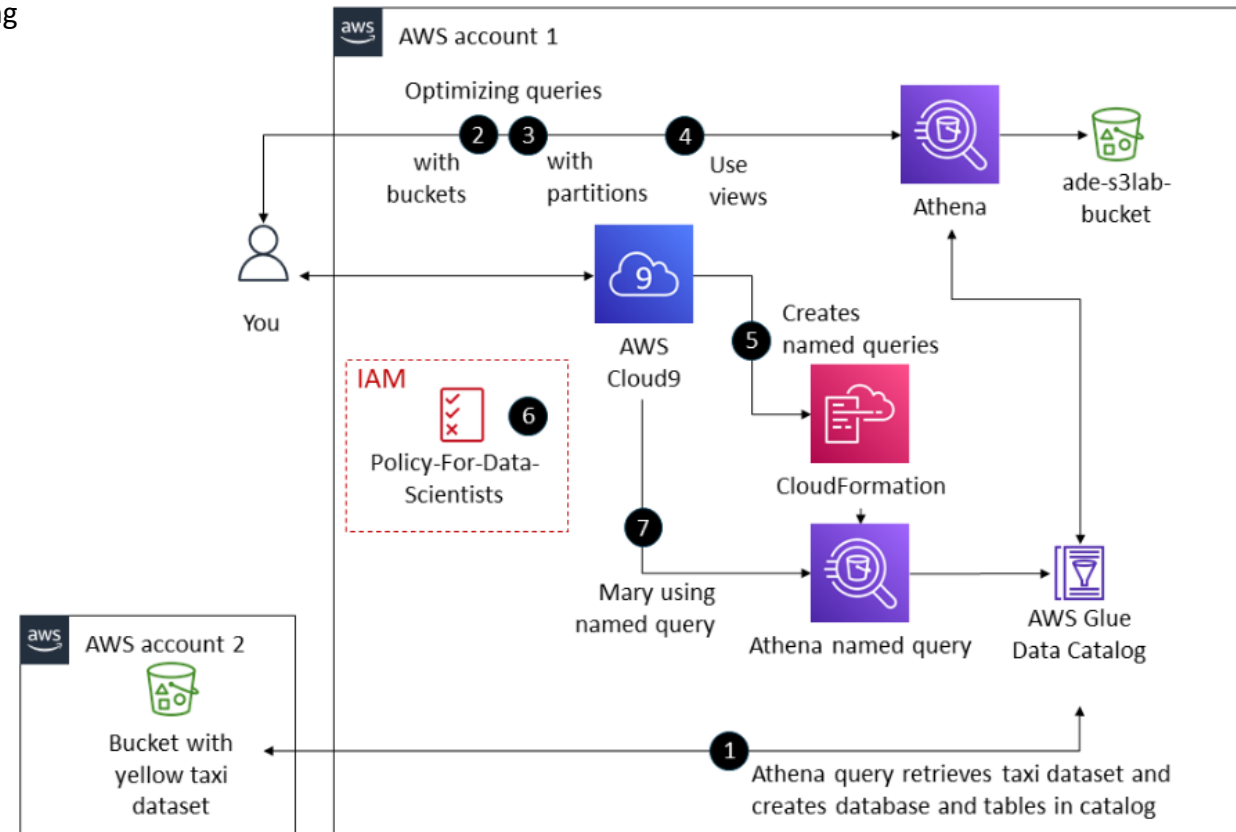 ng
aws
AWS account 1
Optimizing queries
2
3
4
with
buckets
with
partitions
Use
views
Athena
ade-s3lab-
bucket
You
9
AWS
Cloud9
5
Creates
named queries
IAM
6
Policy-For-Data-
Scientists
CloudFormation
7
Mary using
named query
Athena named query
AWS Glue
Data Catalog
aws
AWS account 2
Bucket with
yellow taxi
dataset
1
Athena query retrieves taxi dataset and
creates database and tables in catalog